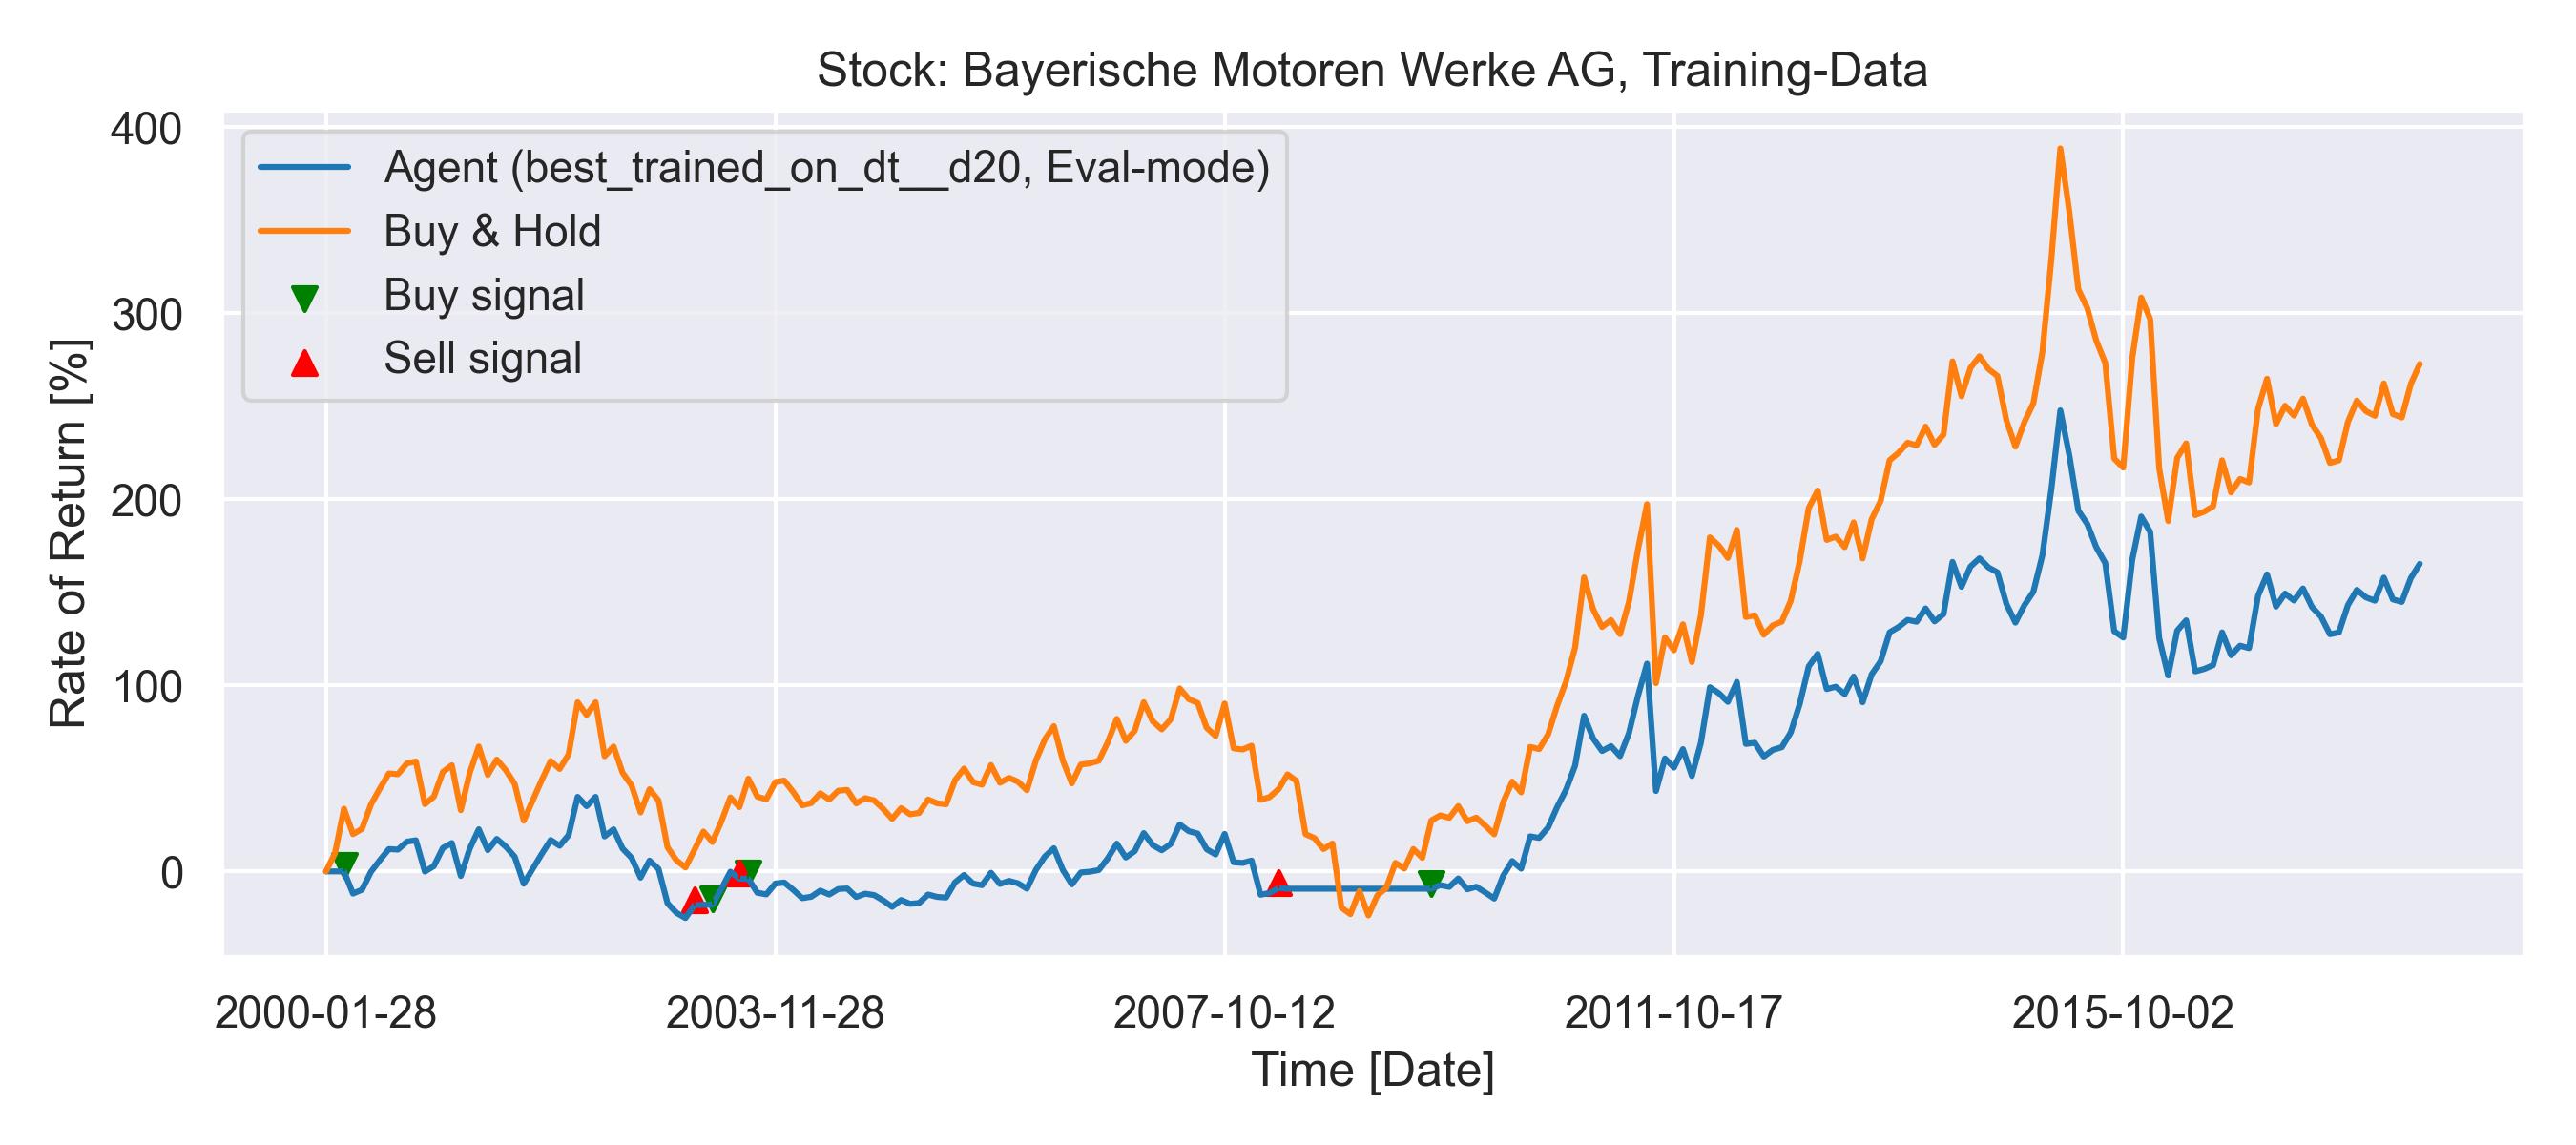 Stock: Bayerische Motoren Werke AG, Training-Data
400
300
200
100
0
Rate of Return [%]
Agent (best_trained_on_dt__d20, Eval-mode)
Buy & Hold
Buy signal
Sell signal
2000-01-28 2003-11-28 2007-10-12 2011-10-17 2015-10-02
Time [Date]